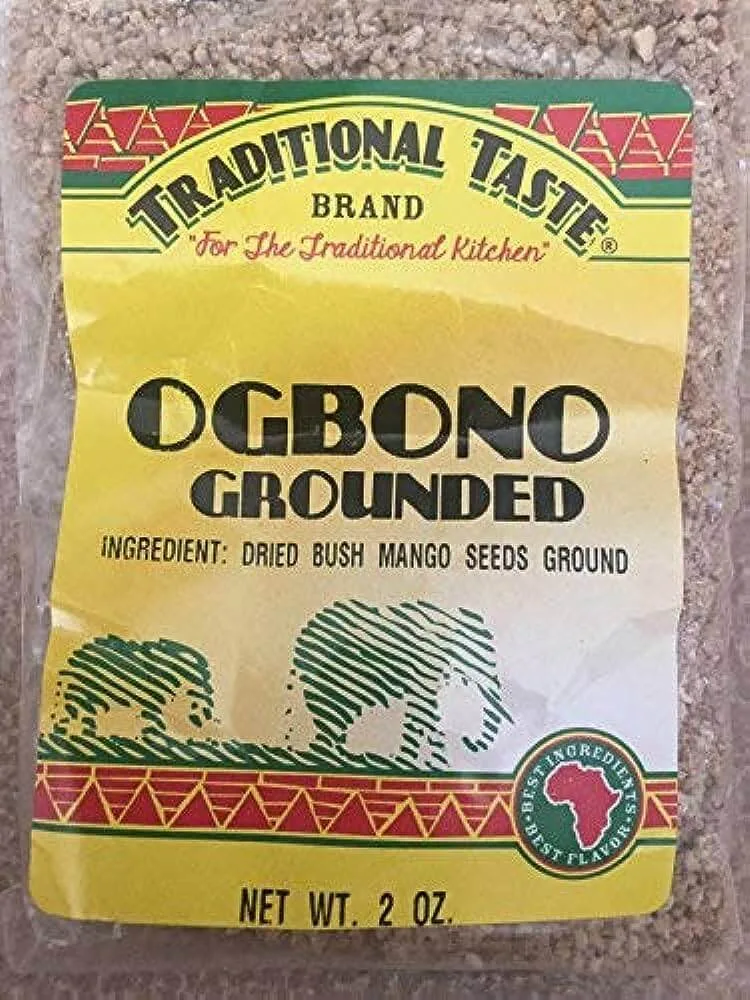 TRADITIONAL TASTE®
BRAND
"For The Traditional Kitchen"
OGBONO
GROUNDED
INGREDIENT: DRIED BUSH MANGO SEEDS GROUND
BEST INGREDIENTS
• BEST FLAVOR •
NET WT. 2 OZ.